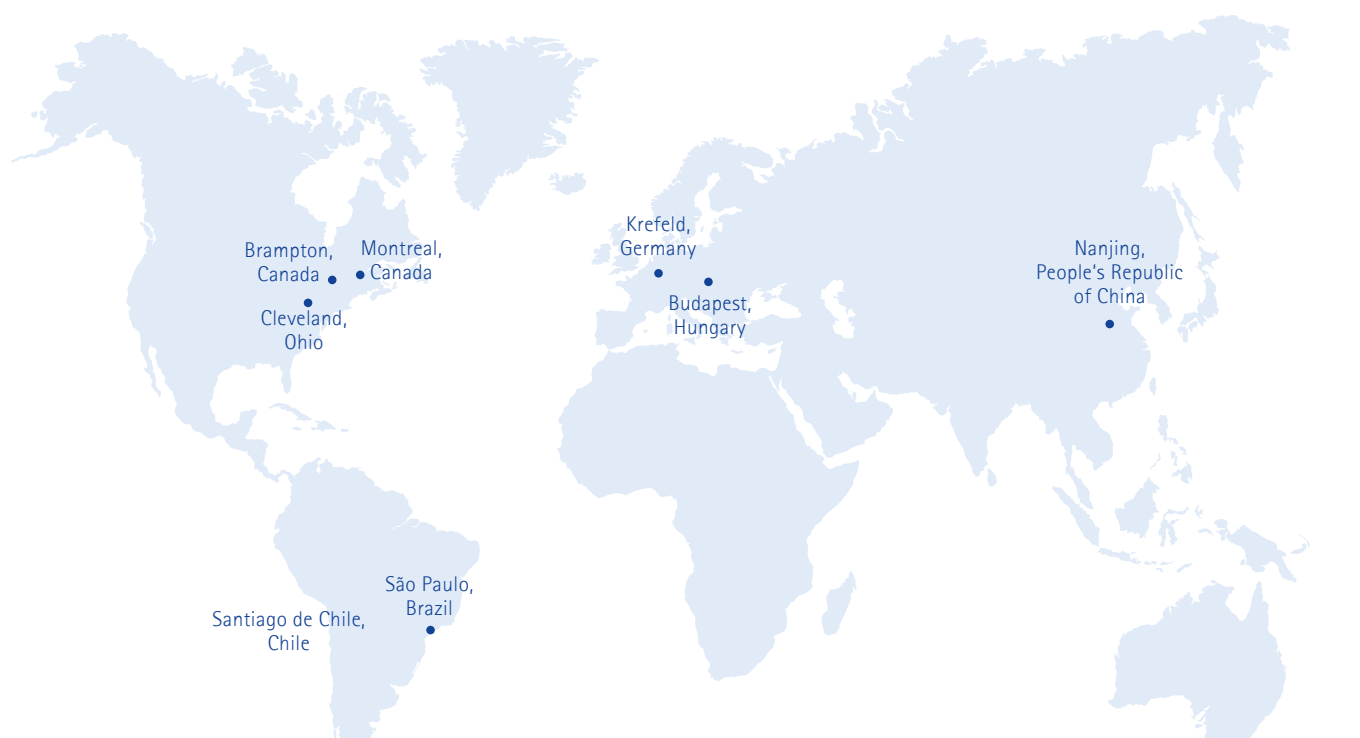 Brampton,
Canada
Montreal,
Canada
Cleveland,
Ohio
Krefeld,
Germany
Budapest,
Hungary
Nanjing,
People's Republic
of China
São Paulo,
Brazil
Santiago de Chile,
Chile